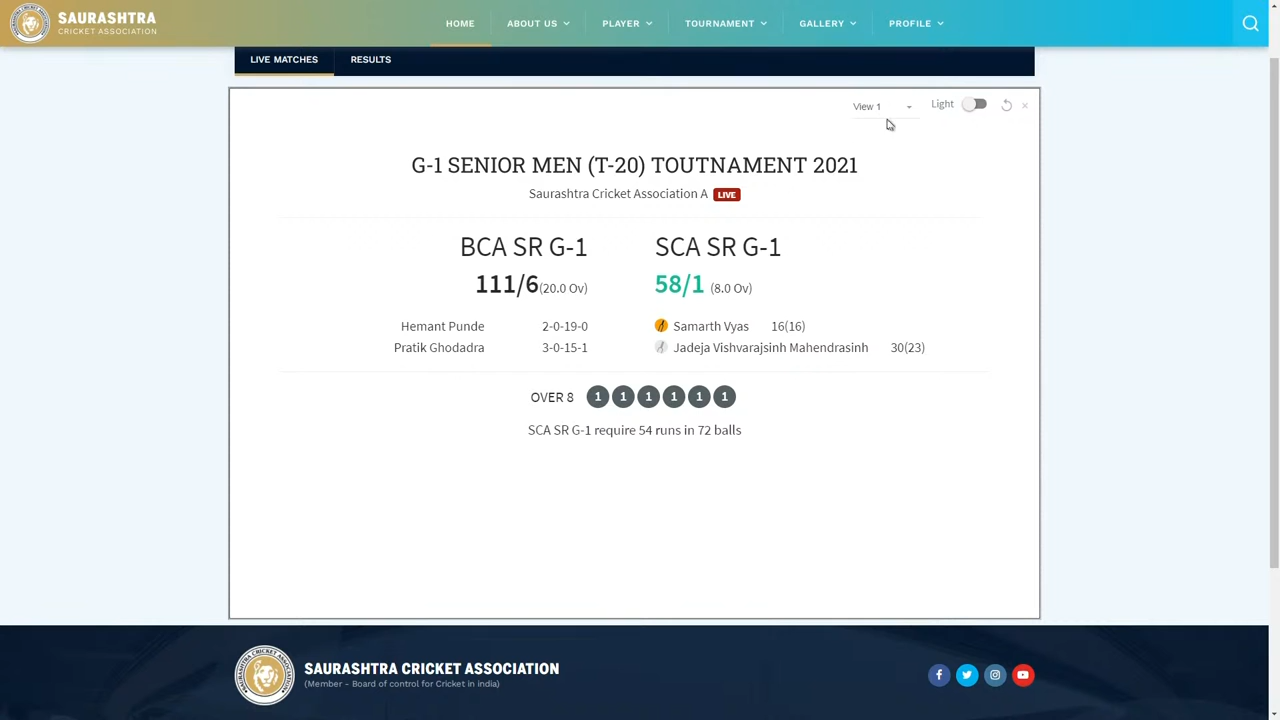 SAURASHTRA
CRICKET ASSOCIATION
HOME ABOUT US PLAYER TOURNAMENT GALLERY PROFILE
LIVE MATCHES RESULTS
View 1 Light
G-1 SENIOR MEN (T-20) TOUTNAMENT 2021
Saurashtra Cricket Association A LIVE
BCA SR G-1 SCA SR G-1
111/6(20.0 Ov) 58/1 (8.0 Ov)
Hemant Punde 2-0-19-0 Samarth Vyas 16(16)
Pratik Ghodadra 3-0-15-1 Jadeja Vishvarajsinh Mahendrasinh 30(23)
OVER 8 1 1 1 1 1 1
SCA SR G-1 require 54 runs in 72 balls
SAURASHTRA CRICKET ASSOCIATION
(Member - Board of control for Cricket in india)